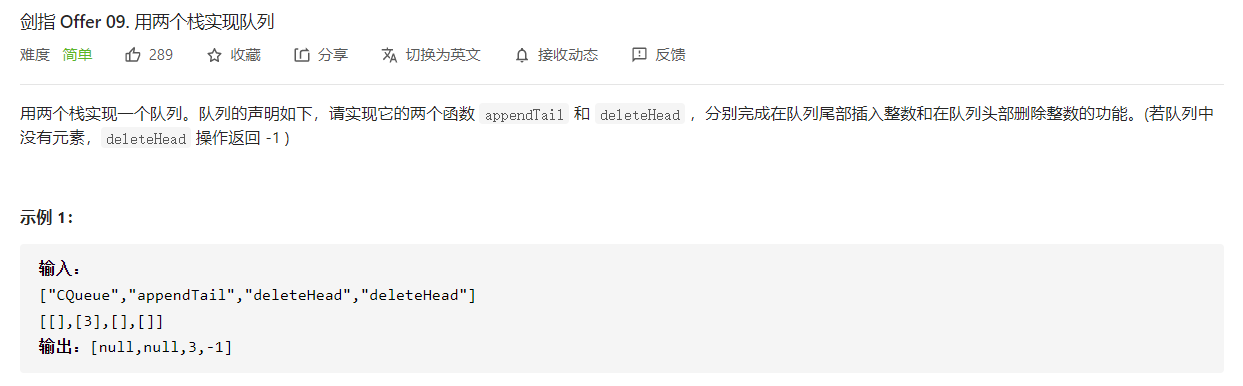 剑指 Offer 09. 用两个栈实现队列
难度 简单 289 收藏 分享 切换为英文 接收动态 反馈
用两个栈实现一个队列。队列的声明如下，请实现它的两个函数 appendTail 和 deleteHead ，分别完成在队列尾部插入整数和在队列头部删除整数的功能。(若队列中
没有元素，deleteHead 操作返回 -1 )
示例 1：
输入：
["CQueue","appendTail","deleteHead","deleteHead"]
[[],[3],[],[]]
输出：[null,null,3,-1]